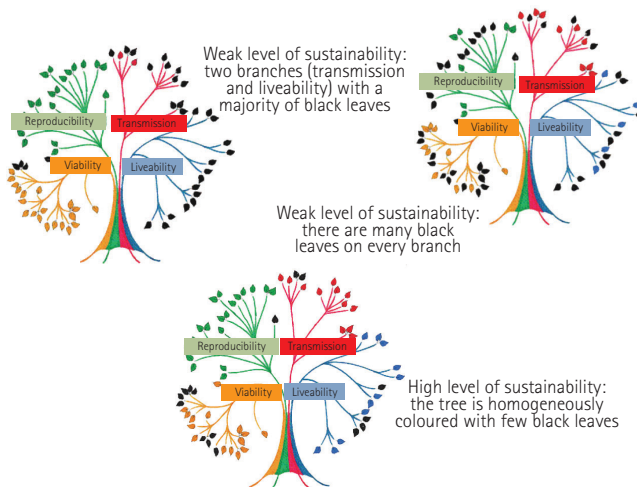 Weak level of sustainability:
two branches (transmission
and liveability) with a
majority of black leaves
Reproducibility
Transmission
Viability
Liveability
Reproducibility
Transmission
Viability
Liveability
Weak level of sustainability:
there are many black
leaves on every branch
Reproducibility
Transmission
Viability
Liveability
High level of sustainability:
the tree is homogeneously
coloured with few black leaves